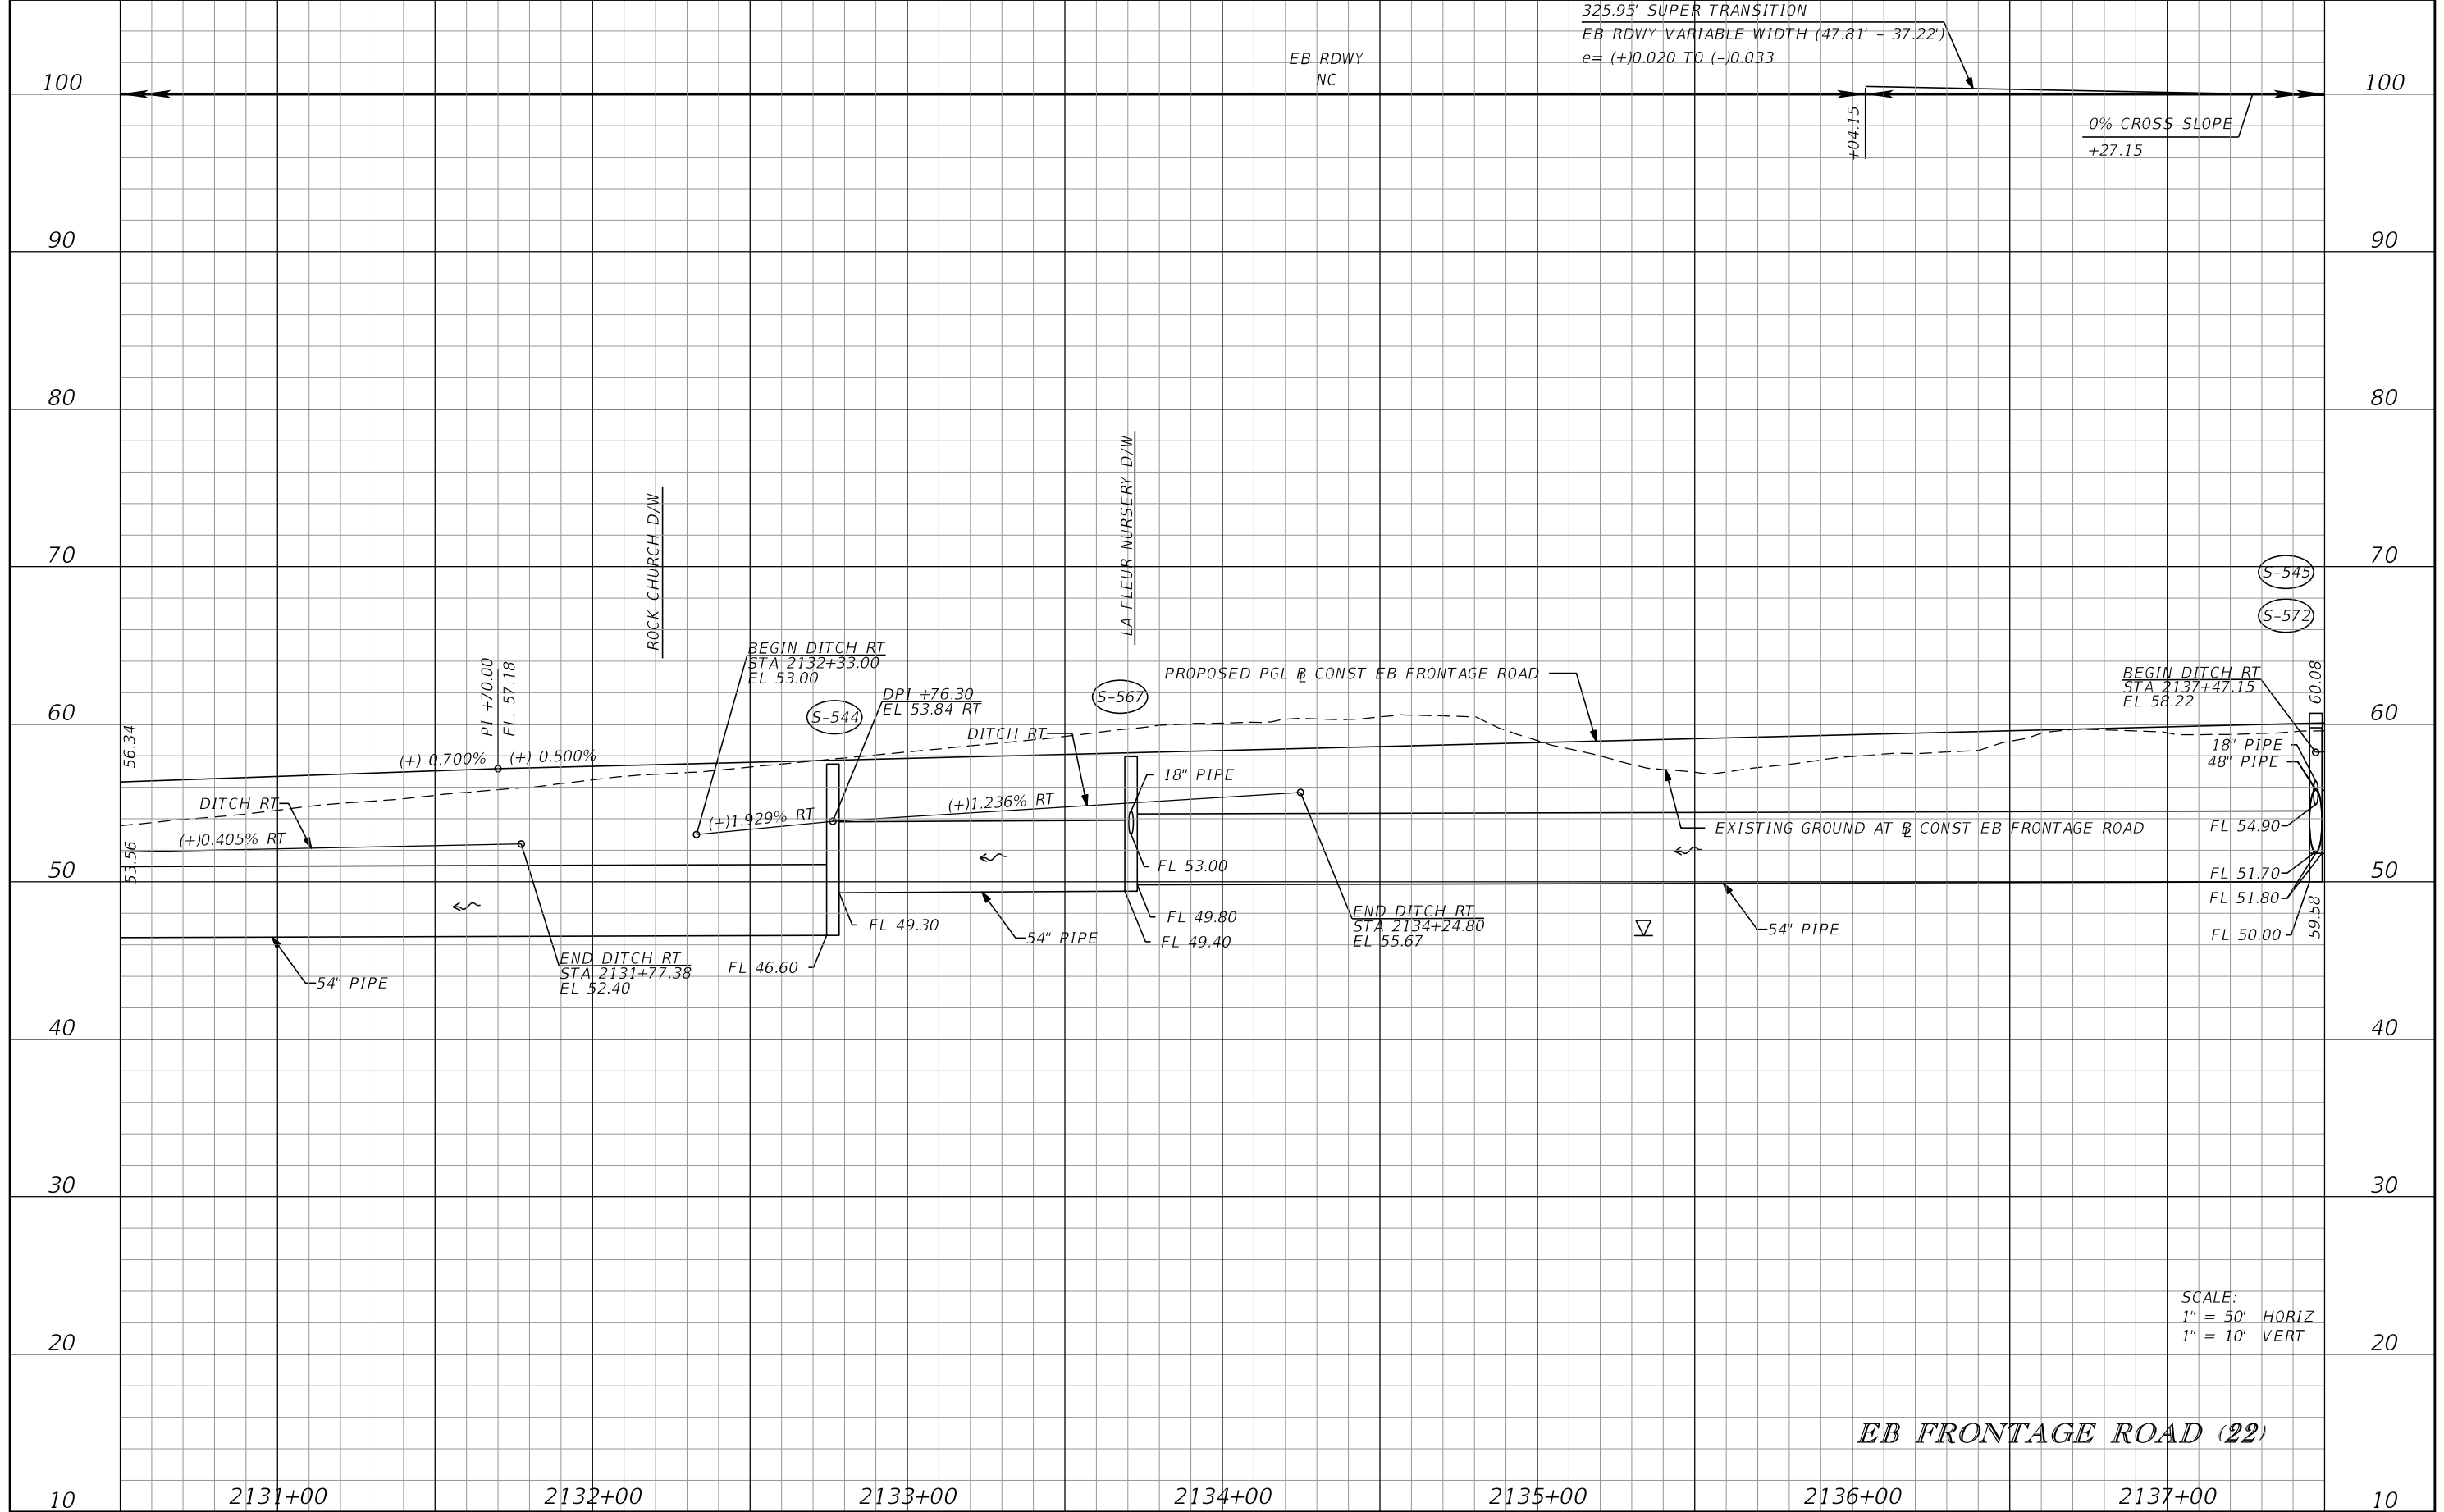 325.95' SUPER TRANSITION
EB RDWY VARIABLE WIDTH (47.81' – 37.22')
e= (+)0.020 TO (–)0.033
EB RDWY
NC
100
100
+04.15
0% CROSS SLOPE
+27.15
90
90
80
80
70
70
ROCK CHURCH D/W
LA FLEUR NURSERY D/W
S–545
S–572
BEGIN DITCH RT
STA 2132+33.00
EL 53.00
PI +70.00
EL. 57.18
DPI +76.30
EL 53.84 RT
S–544
S–567
PROPOSED PGL ℄ CONST EB FRONTAGE ROAD
BEGIN DITCH RT
STA 2137+47.15
EL 58.22
60.08
60
60
56.34
(+) 0.700%
(+) 0.500%
DITCH RT
18" PIPE
48" PIPE
18" PIPE
DITCH RT
(+)1.929% RT
(+)1.236% RT
(+)0.405% RT
53.56
EXISTING GROUND AT ℄ CONST EB FRONTAGE ROAD
FL 54.90
FL 53.00
50
50
FL 51.70
FL 51.80
59.58
FL 50.00
FL 49.30
FL 49.80
FL 49.40
54" PIPE
END DITCH RT
STA 2134+24.80
EL 55.67
54" PIPE
END DITCH RT
STA 2131+77.38
EL 52.40
FL 46.60
54" PIPE
40
40
30
30
SCALE:
1" = 50' HORIZ
1" = 10' VERT
20
20
EB FRONTAGE ROAD (22)
10
2131+00
2132+00
2133+00
2134+00
2135+00
2136+00
2137+00
10